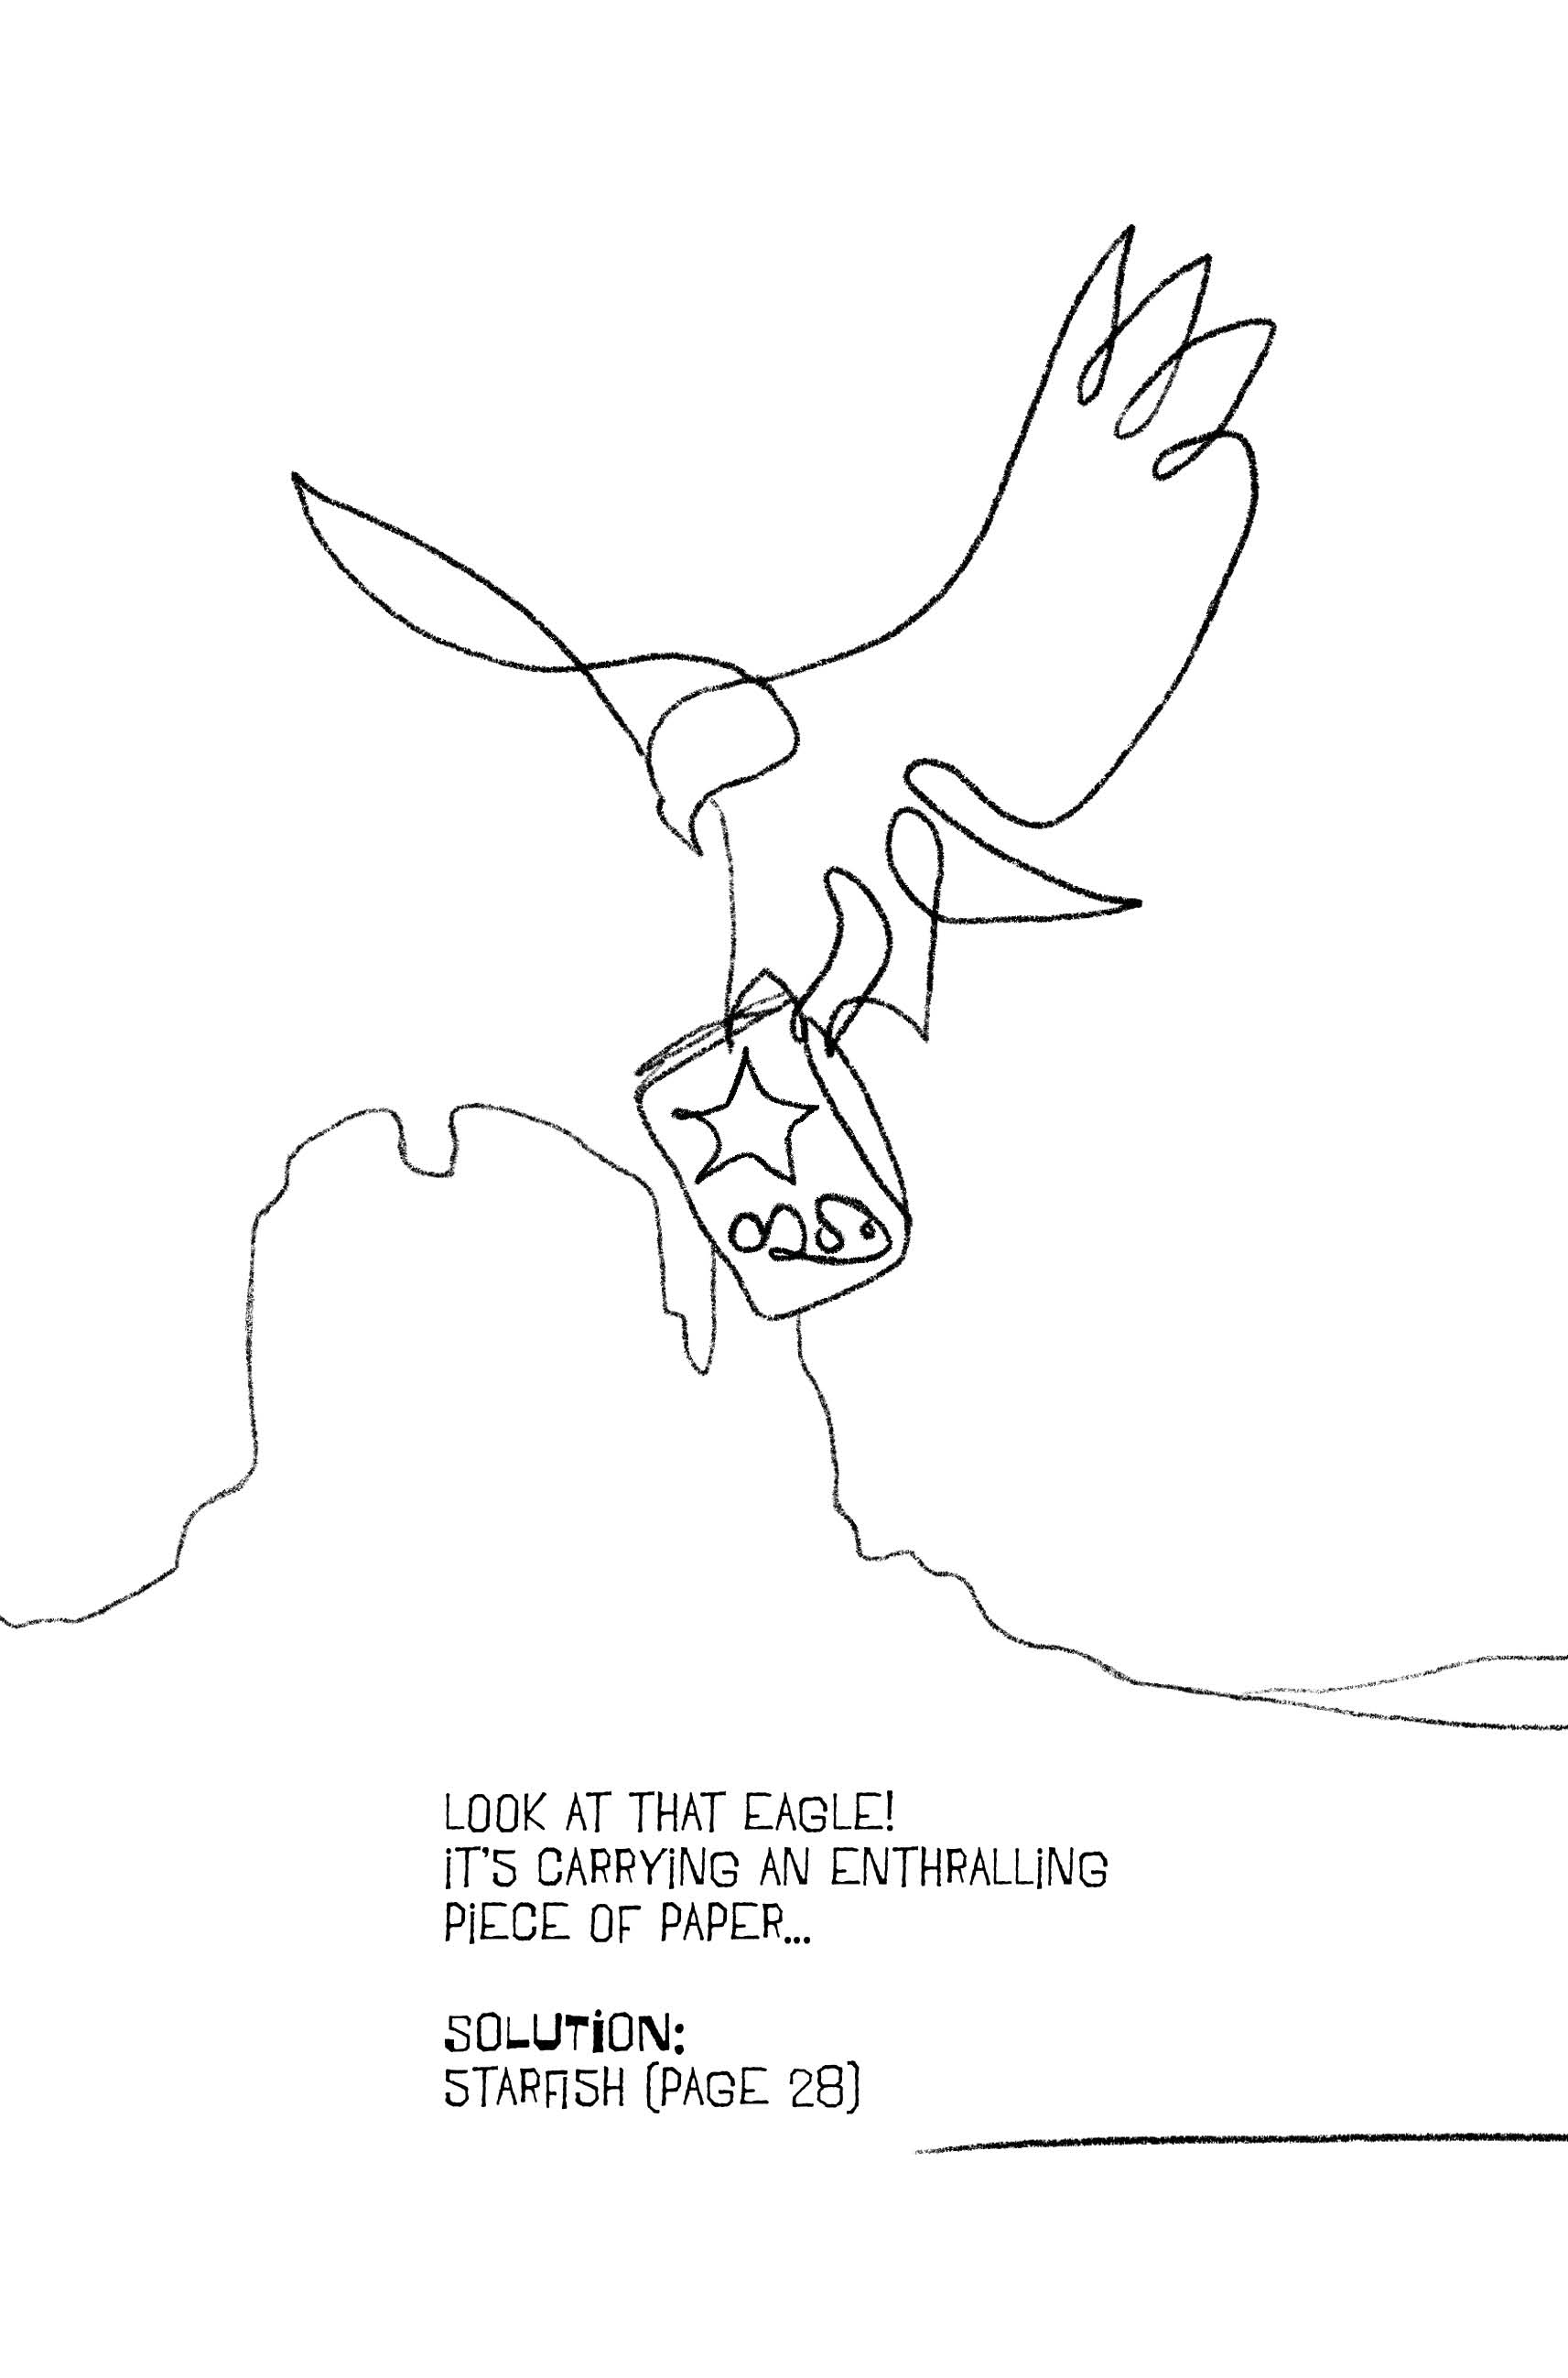 LOOK AT THAT EAGLE!
IT'S CARRYING AN ENTHRALLING
PIECE OF PAPER...
SOLUTION:
STARFISH (PAGE 28)